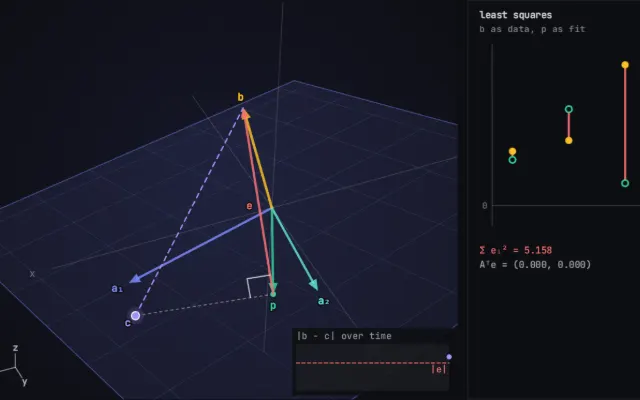 least squares
b as data, p as fit
b
e
0
x
a₁
a₂
c
p
Σ eᵢ² = 5.158
Aᵀe = (0.000, 0.000)
|b - c| over time
|e|
z
y